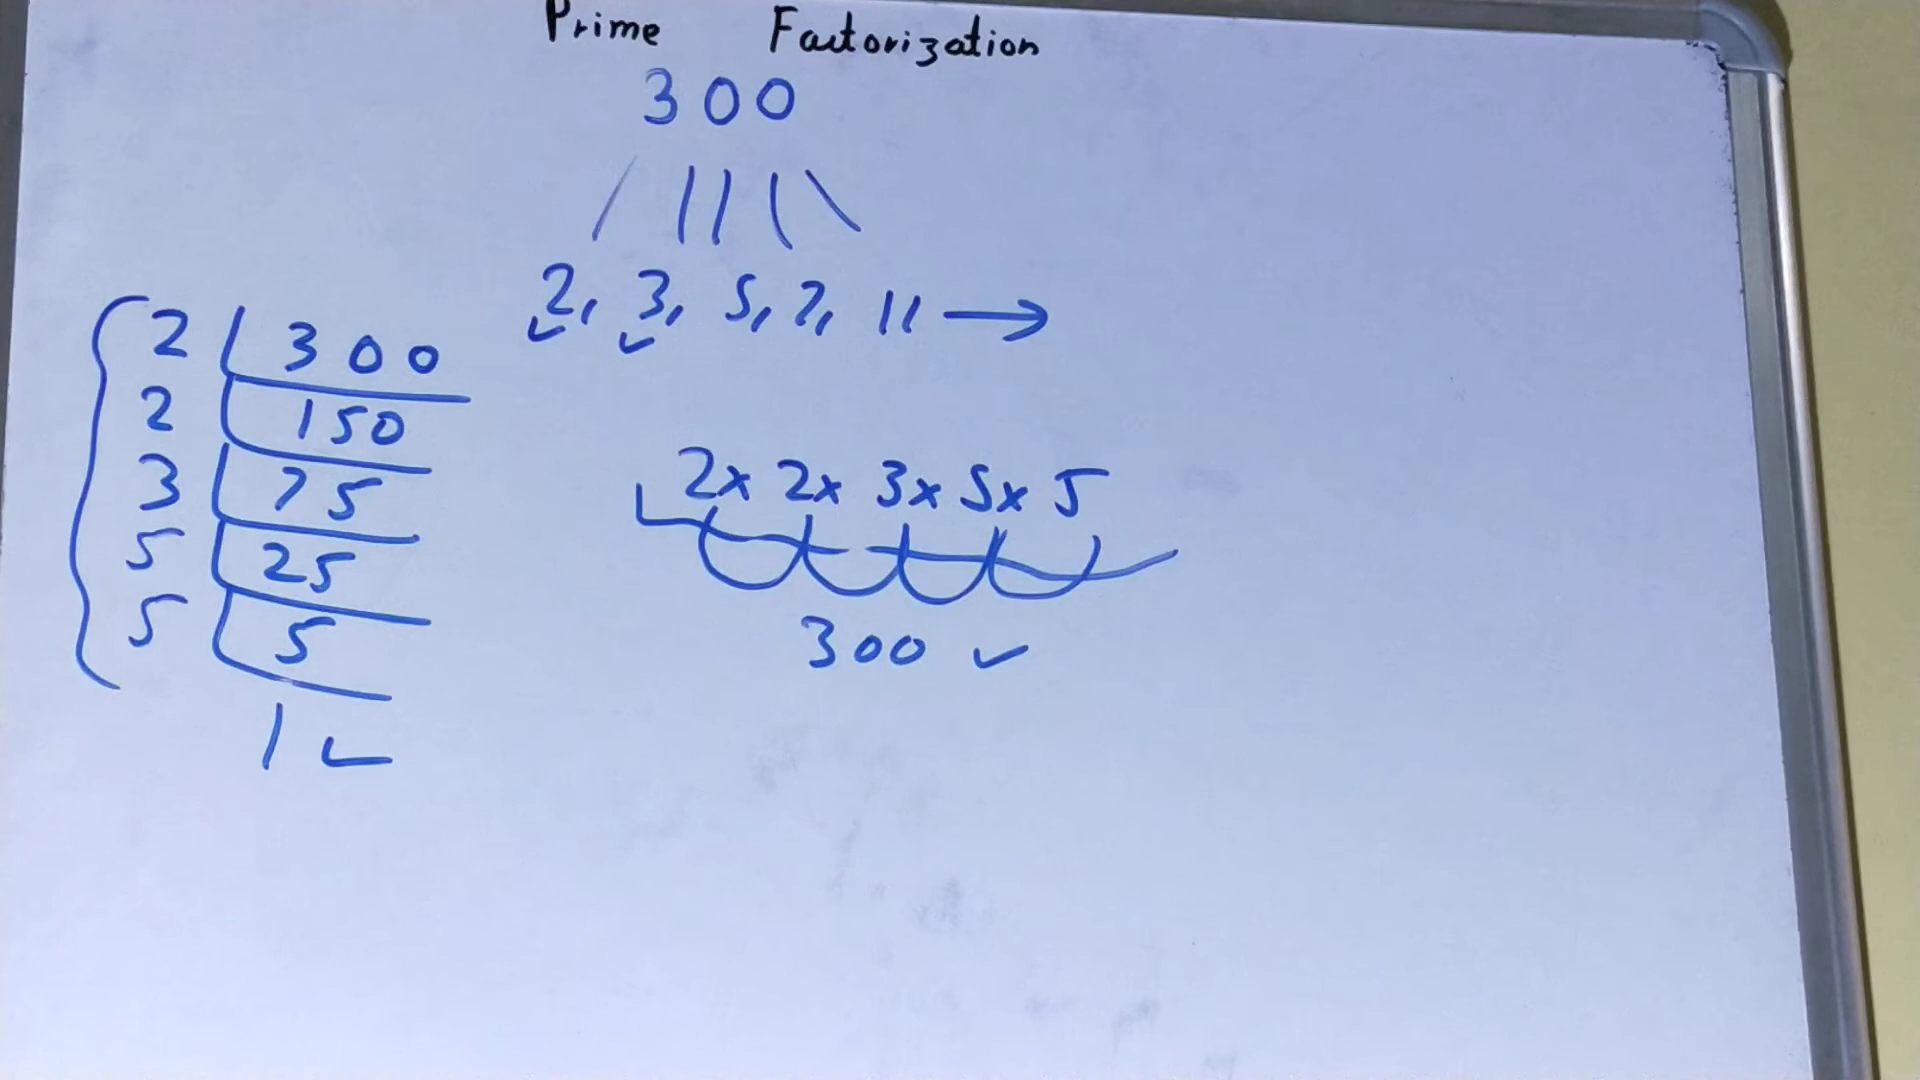 Prime Factorization
300
2, 3, 5, 7, 11 →
2 300
2 150
3 75
5 25
5 5
1 ✓
2x 2x 3x 5x 5
300 ✓